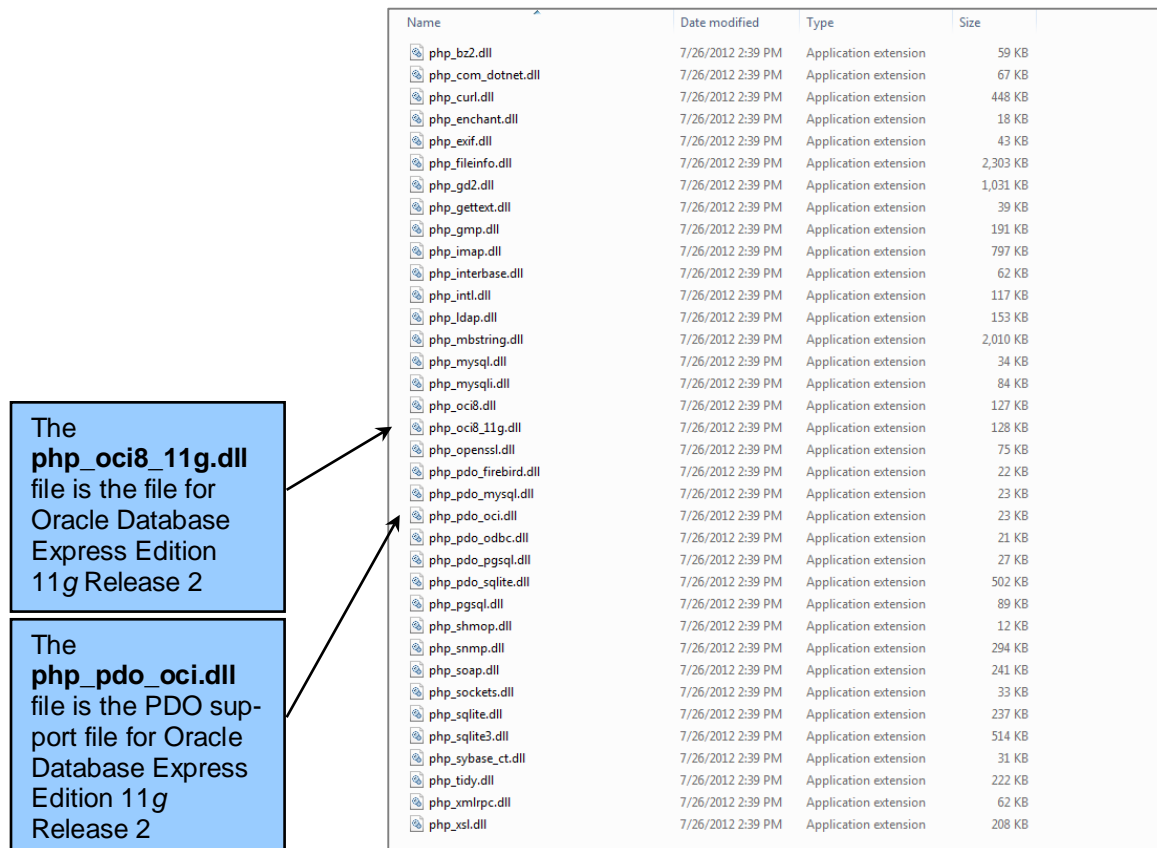 Name Date modified Type Size
php_bz2.dll 7/26/2012 2:39 PM Application extension 59 KB
php_com_dotnet.dll 7/26/2012 2:39 PM Application extension 67 KB
php_curl.dll 7/26/2012 2:39 PM Application extension 448 KB
php_enchant.dll 7/26/2012 2:39 PM Application extension 18 KB
php_exif.dll 7/26/2012 2:39 PM Application extension 43 KB
php_fileinfo.dll 7/26/2012 2:39 PM Application extension 2,303 KB
php_gd2.dll 7/26/2012 2:39 PM Application extension 1,031 KB
php_gettext.dll 7/26/2012 2:39 PM Application extension 39 KB
php_gmp.dll 7/26/2012 2:39 PM Application extension 191 KB
php_imap.dll 7/26/2012 2:39 PM Application extension 797 KB
php_interbase.dll 7/26/2012 2:39 PM Application extension 62 KB
php_intl.dll 7/26/2012 2:39 PM Application extension 117 KB
php_ldap.dll 7/26/2012 2:39 PM Application extension 153 KB
php_mbstring.dll 7/26/2012 2:39 PM Application extension 2,010 KB
php_mysql.dll 7/26/2012 2:39 PM Application extension 34 KB
php_mysqli.dll 7/26/2012 2:39 PM Application extension 84 KB
php_oci8.dll 7/26/2012 2:39 PM Application extension 127 KB
php_oci8_11g.dll 7/26/2012 2:39 PM Application extension 128 KB
php_openssl.dll 7/26/2012 2:39 PM Application extension 75 KB
php_pdo_firebird.dll 7/26/2012 2:39 PM Application extension 22 KB
php_pdo_mysql.dll 7/26/2012 2:39 PM Application extension 23 KB
php_pdo_oci.dll 7/26/2012 2:39 PM Application extension 23 KB
php_pdo_odbc.dll 7/26/2012 2:39 PM Application extension 21 KB
php_pdo_pgsql.dll 7/26/2012 2:39 PM Application extension 27 KB
php_pdo_sqlite.dll 7/26/2012 2:39 PM Application extension 502 KB
php_pgsql.dll 7/26/2012 2:39 PM Application extension 89 KB
php_shmop.dll 7/26/2012 2:39 PM Application extension 12 KB
php_snmp.dll 7/26/2012 2:39 PM Application extension 294 KB
php_soap.dll 7/26/2012 2:39 PM Application extension 241 KB
php_sockets.dll 7/26/2012 2:39 PM Application extension 33 KB
php_sqlite.dll 7/26/2012 2:39 PM Application extension 237 KB
php_sqlite3.dll 7/26/2012 2:39 PM Application extension 514 KB
php_sybase_ct.dll 7/26/2012 2:39 PM Application extension 31 KB
php_tidy.dll 7/26/2012 2:39 PM Application extension 222 KB
php_xmlrpc.dll 7/26/2012 2:39 PM Application extension 62 KB
php_xsl.dll 7/26/2012 2:39 PM Application extension 208 KB
The
php_oci8_11g.dll
file is the file for
Oracle Database
Express Edition
11g Release 2
The
php_pdo_oci.dll
file is the PDO sup-
port file for Oracle
Database Express
Edition 11g
Release 2